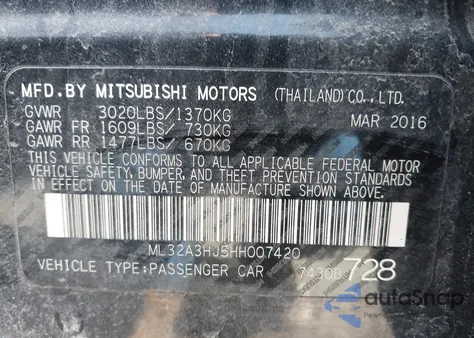 MFD.BY MITSUBISHI MOTORS (THAILAND)CO.,LTD.
GVWR 3020LBS/1370KG MAR 2016
GAWR FR 1609LBS/ 730KG
GAWR RR 1477LBS/ 670KG
THIS VEHICLE CONFORMS TO ALL APPLICABLE FEDERAL MOTOR
VEHICLE SAFETY,BUMPER,AND THEFT PREVENTION STANDARDS
IN EFFECT ON THE DATE OF MANUFACTURE SHOWN ABOVE.
ML32A3HJ5HH007420
VEHICLE TYPE:PASSENGER CAR 7430B 728
autoSnap